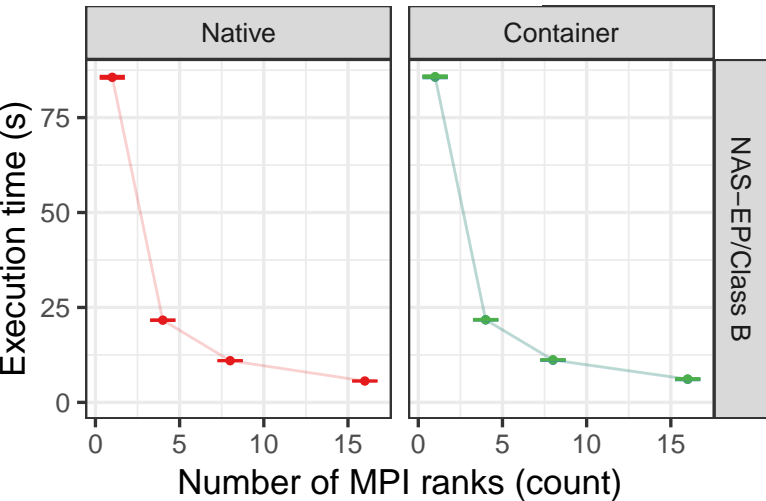 Native
Container
Execution time (s)
75
50
25
0
NAS−EP/Class B
0 5 10 15
0 5 10 15
Number of MPI ranks (count)